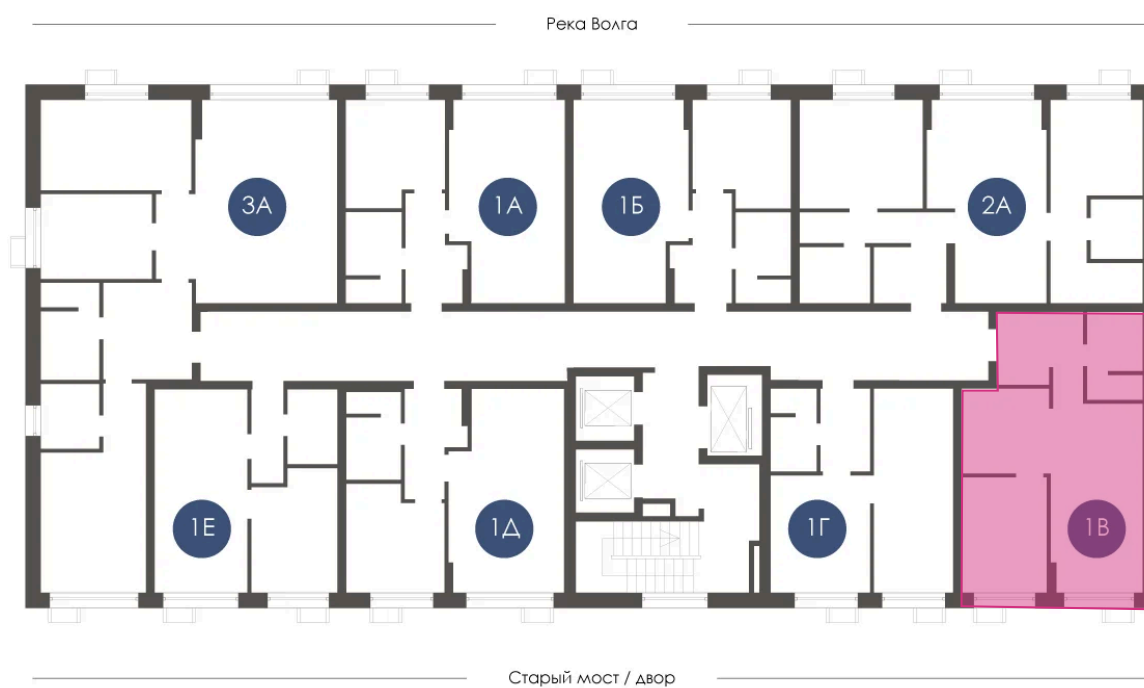 Река Волга
3А
1А
1Б
2А
1Е
1Д
1Г
1В
Старый мост / двор